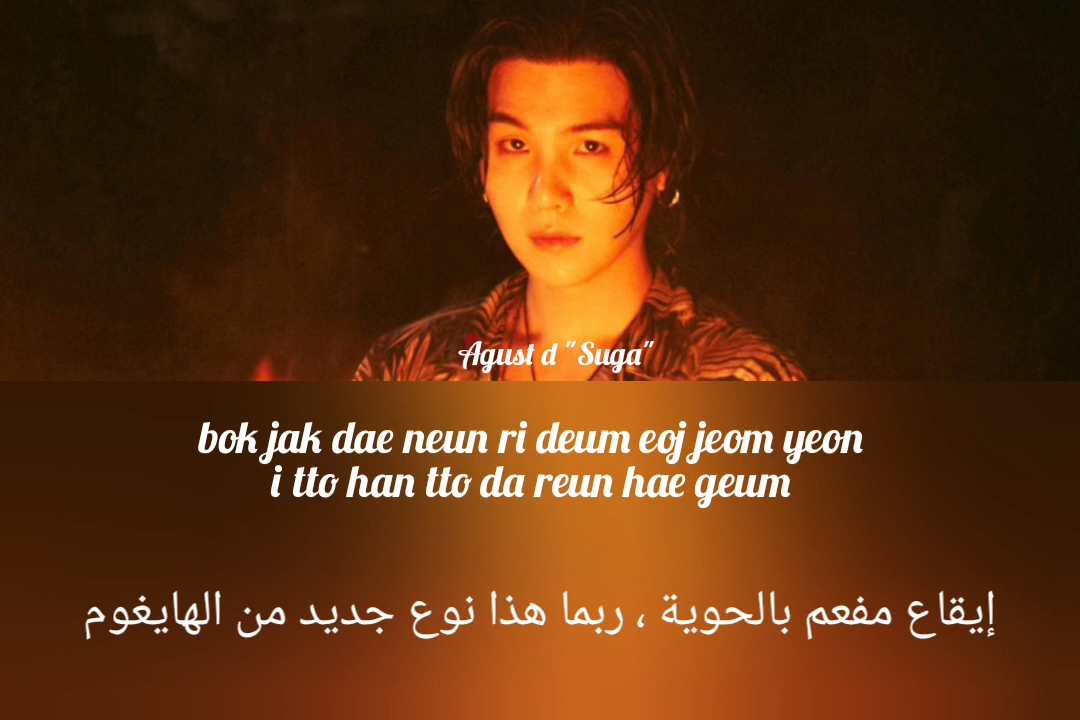 Agust d "Suga"
bok jak dae neun ri deum eoj jeom yeon
i tto han tto da reun hae geum
إيقاع مفعم بالحوية ، ربما هذا نوع جديد من الهايغوم